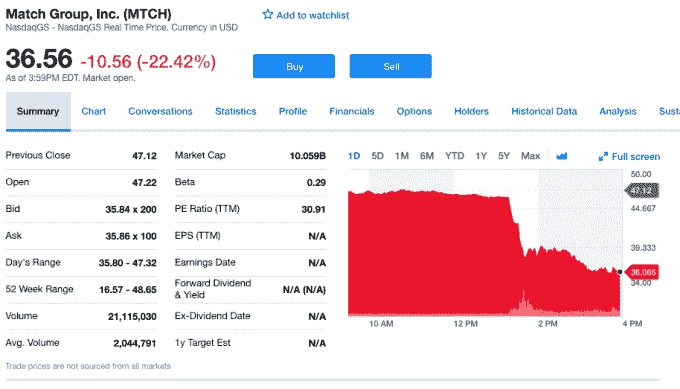 Match Group, Inc. (MTCH)
Add to watchlist
NasdaqGS - NasdaqGS Real Time Price. Currency in USD
36.56 -10.56 (-22.42%)
As of 3:59PM EDT. Market open.
Buy Sell
Summary Chart Conversations Statistics Profile Financials Options Holders Historical Data Analysis Susta
Previous Close 47.12 Market Cap 10.059B
Open 47.22 Beta 0.29
Bid 35.84 x 200 PE Ratio (TTM) 30.91
Ask 35.86 x 100 EPS (TTM) N/A
Day's Range 35.80 - 47.32 Earnings Date N/A
52 Week Range 16.57 - 48.65 Forward Dividend & Yield N/A (N/A)
Volume 21,115,030 Ex-Dividend Date N/A
Avg. Volume 2,044,791 1y Target Est N/A
Trade prices are not sourced from all markets
1D 5D 1M 6M YTD 1Y 5Y Max Full screen
50.00
47.12
44.667
39.333
36.065
34.00
10 AM 12 PM 2 PM 4 PM